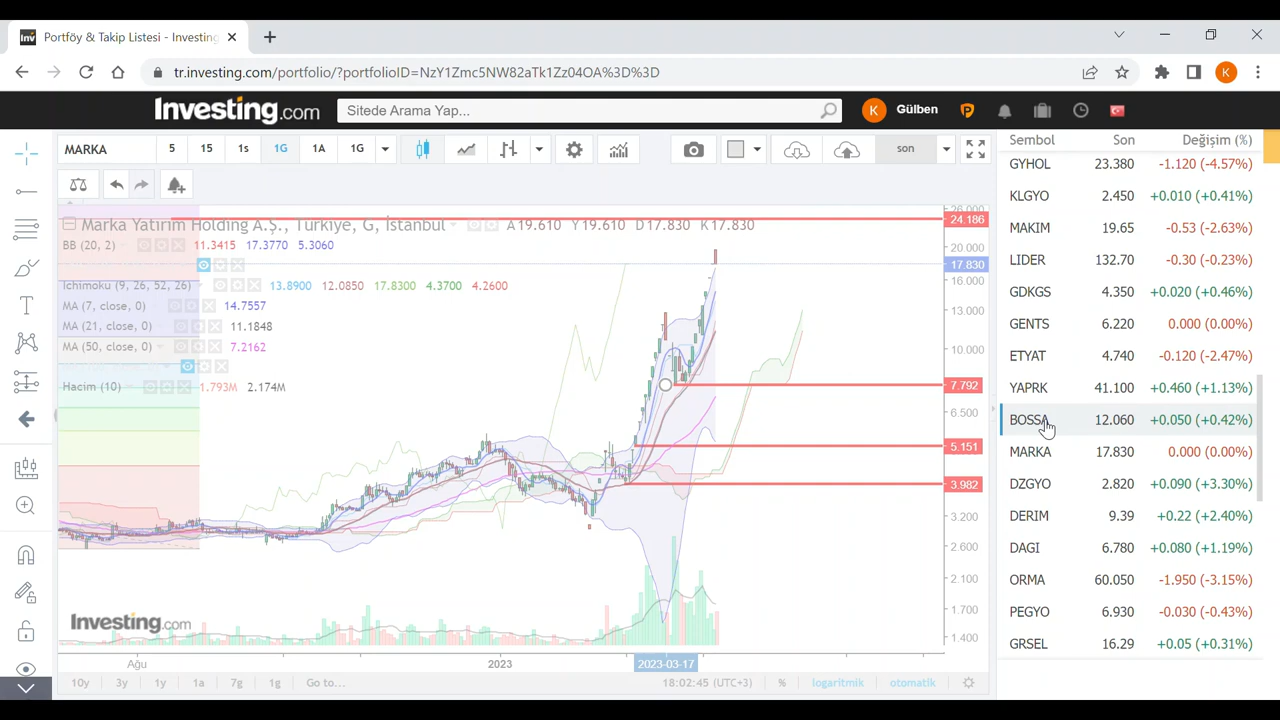 Portföy & Takip Listesi - Investing
tr.investing.com/portfolio/?portfolioID=NzY1Zmc5NW82aTk1Zz04OA%3D%3D
K
Investing.com
Sitede Arama Yap...
K
Gülben
P
MARKA
5
15
1s
1G
1A
1G
son
Marka Yatırım Holding A.Ş., Türkiye, G, İstanbul
A19.610 Y19.610 D17.830 K17.830
BB (20, 2)
11.3415 17.3770 5.3060
Ichimoku (9, 26, 52, 26)
13.8900 12.0850 17.8300 4.3700 4.2600
MA (7, close, 0)
14.7557
MA (21, close, 0)
11.1848
MA (50, close, 0)
7.2162
Hacim (10)
1.793M 2.174M
26.000
24.186
20.000
17.830
16.000
13.000
10.000
7.792
6.500
5.151
3.982
3.200
2.600
2.100
1.700
1.400
Investing.com
Ağu
2023
2023-03-17
10y 3y 1y 1a 7g 1g Go to...
18:02:45 (UTC+3) % logaritmik otomatik
Sembol Son Değişim (%)
GYHOL 23.380 -1.120 (-4.57%)
KLGYO 2.450 +0.010 (+0.41%)
MAKIM 19.65 -0.53 (-2.63%)
LIDER 132.70 -0.30 (-0.23%)
GDKGS 4.350 +0.020 (+0.46%)
GENTS 6.220 0.000 (0.00%)
ETYAT 4.740 -0.120 (-2.47%)
YAPRK 41.100 +0.460 (+1.13%)
BOSSA 12.060 +0.050 (+0.42%)
MARKA 17.830 0.000 (0.00%)
DZGYO 2.820 +0.090 (+3.30%)
DERIM 9.39 +0.22 (+2.40%)
DAGI 6.780 +0.080 (+1.19%)
ORMA 60.050 -1.950 (-3.15%)
PEGYO 6.930 -0.030 (-0.43%)
GRSEL 16.29 +0.05 (+0.31%)